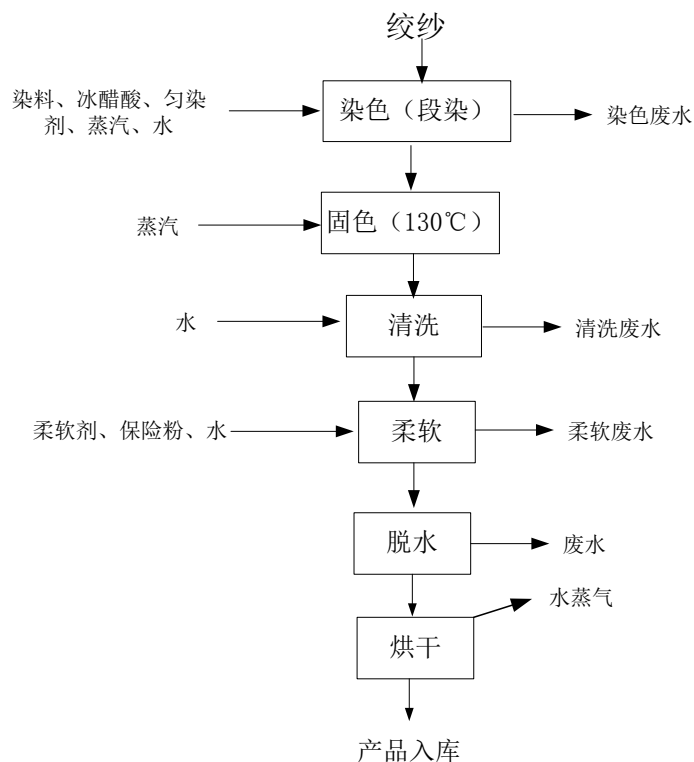 绞纱
染料、冰醋酸、匀染
剂、蒸汽、水
染色（段染）
染色废水
蒸汽
固色（130℃）
水
清洗
清洗废水
柔软剂、保险粉、水
柔软
柔软废水
脱水
废水
水蒸气
烘干
产品入库